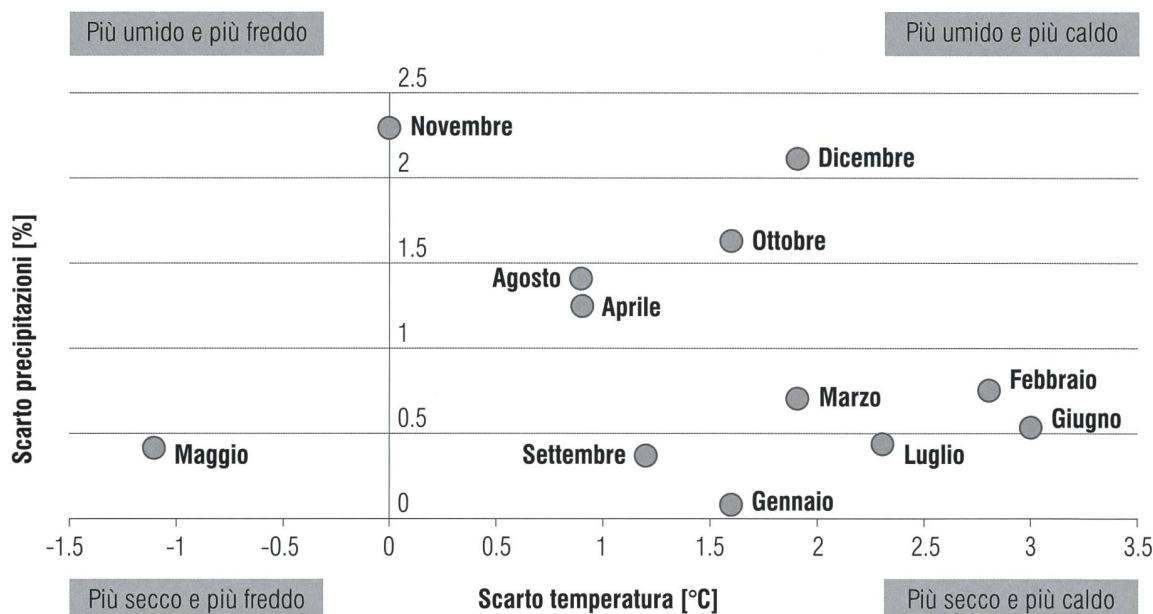 Più umido e più freddo
Più umido e più caldo
2.5
Novembre
Dicembre
2
Ottobre
1.5
Agosto
Aprile
1
Febbraio
Marzo
Giugno
0.5
Maggio
Settembre
Luglio
Gennaio
0
Scarto precipitazioni [%]
-1.5 -1 -0.5 0 0.5 1 1.5 2 2.5 3 3.5
Più secco e più freddo
Scarto temperatura [°C]
Più secco e più caldo